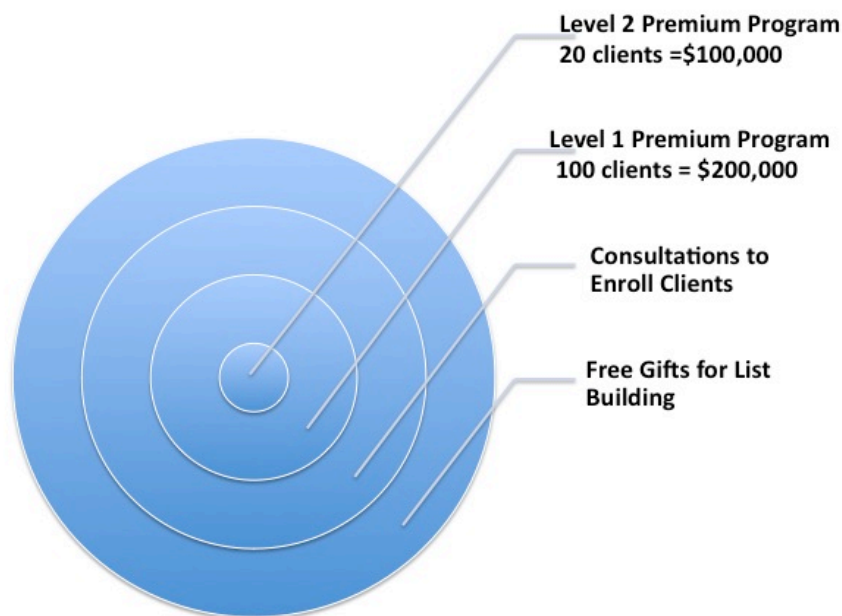 Level 2 Premium Program
20 clients =$100,000
Level 1 Premium Program
100 clients = $200,000
Consultations to
Enroll Clients
Free Gifts for List
Building